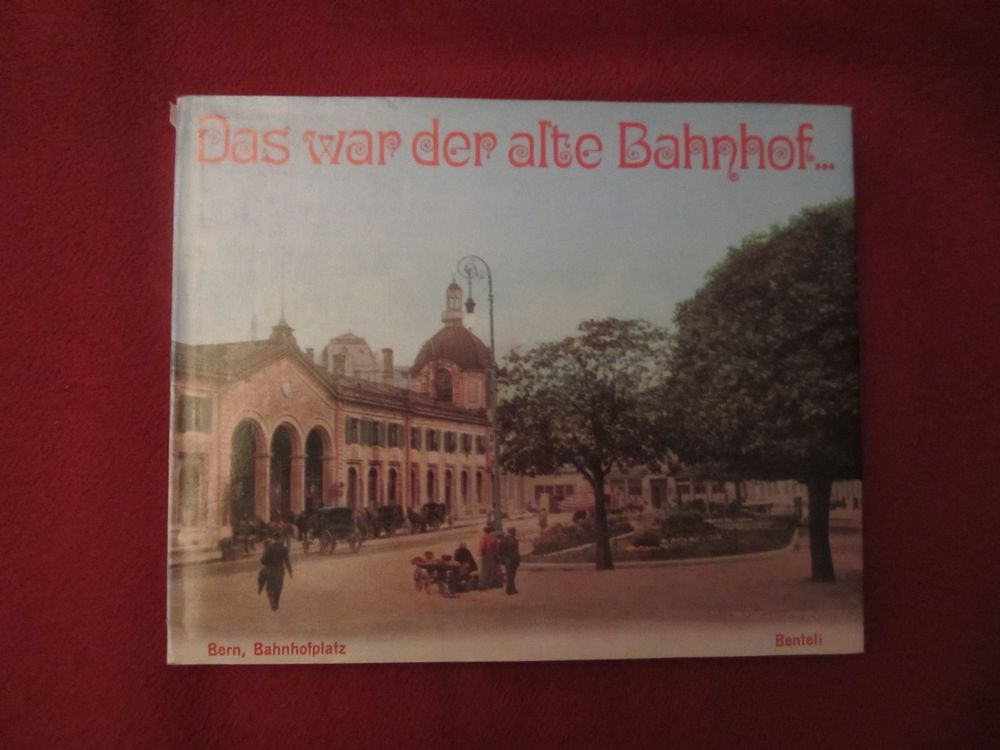 Das war der alte Bahnhof...
Bern, Bahnhofplatz
Benteli